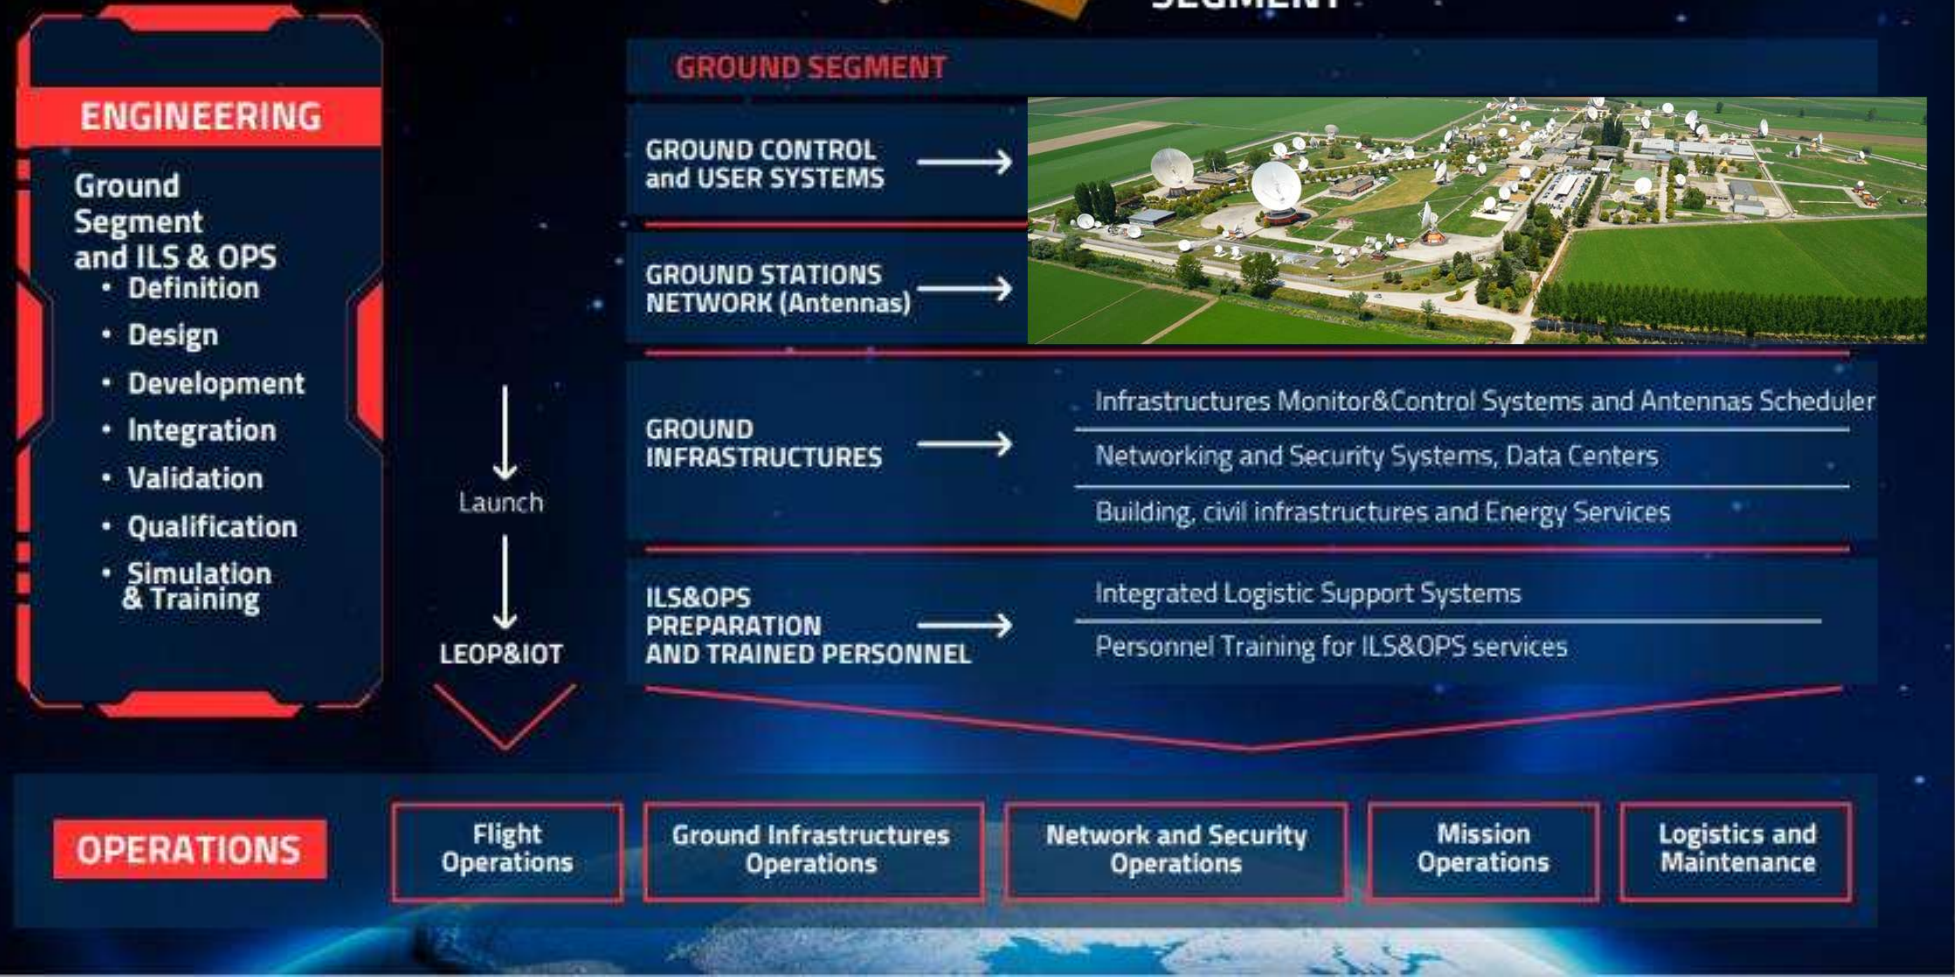 SEGMENT
GROUND SEGMENT
ENGINEERING
Ground
Segment
and ILS & OPS
• Definition
• Design
• Development
• Integration
• Validation
• Qualification
• Simulation
& Training
Launch
LEOP&IOT
GROUND CONTROL
and USER SYSTEMS
GROUND STATIONS
NETWORK (Antennas)
GROUND
INFRASTRUCTURES
Infrastructures Monitor&Control Systems and Antennas Scheduler
Networking and Security Systems, Data Centers
Building, civil infrastructures and Energy Services
ILS&OPS
PREPARATION
AND TRAINED PERSONNEL
Integrated Logistic Support Systems
Personnel Training for ILS&OPS services
OPERATIONS
Flight
Operations
Ground Infrastructures
Operations
Network and Security
Operations
Mission
Operations
Logistics and
Maintenance